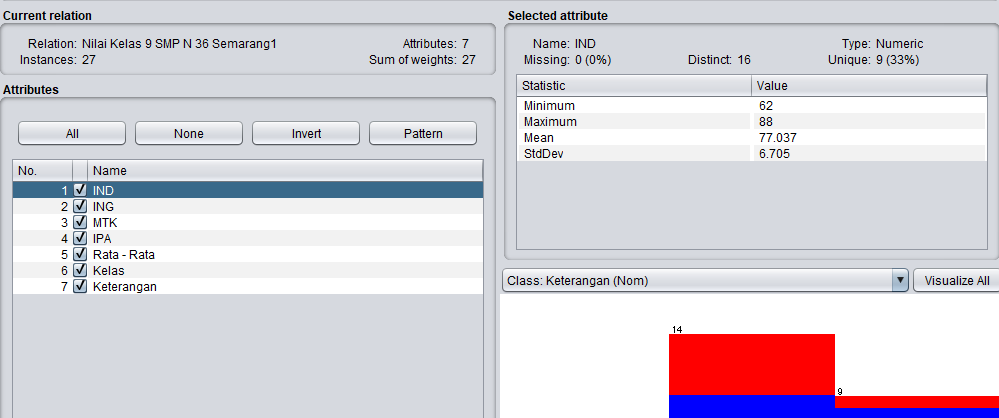 Current relation
Relation: Nilai Kelas 9 SMP N 36 Semarang1 Attributes: 7
Instances: 27 Sum of weights: 27
Attributes
All None Invert Pattern
No. Name
1 IND
2 ING
3 MTK
4 IPA
5 Rata - Rata
6 Kelas
7 Keterangan
Selected attribute
Name: IND Type: Numeric
Missing: 0 (0%) Distinct: 16 Unique: 9 (33%)
Statistic Value
Minimum 62
Maximum 88
Mean 77.037
StdDev 6.705
Class: Keterangan (Nom) Visualize All
14
9